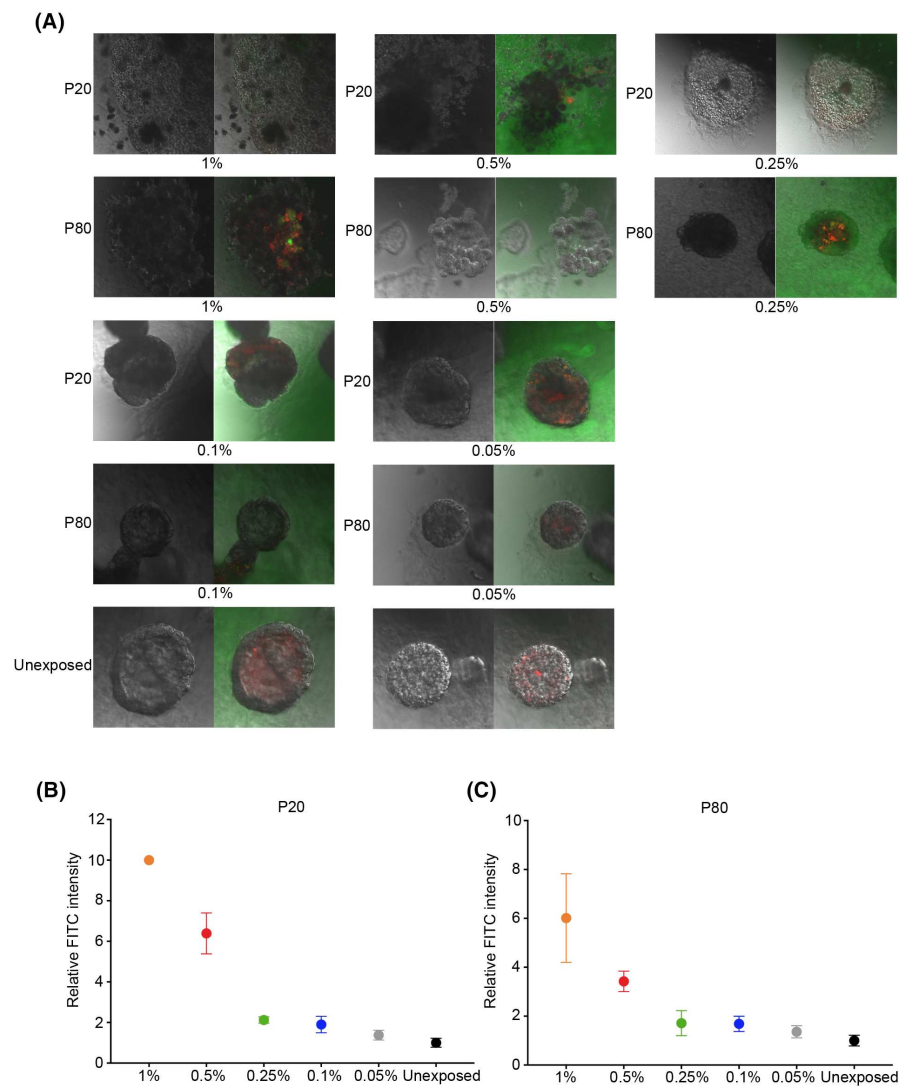 (A)
P20
1%
P20
0.5%
P20
0.25%
P80
1%
P80
0.5%
P80
0.25%
P20
0.1%
P20
0.05%
P80
0.1%
P80
0.05%
Unexposed
(B)
P20
Relative FITC intensity
12
10
8
6
4
2
0
1% 0.5% 0.25% 0.1% 0.05% Unexposed
(C)
P80
Relative FITC intensity
10
8
6
4
2
0
1% 0.5% 0.25% 0.1% 0.05% Unexposed